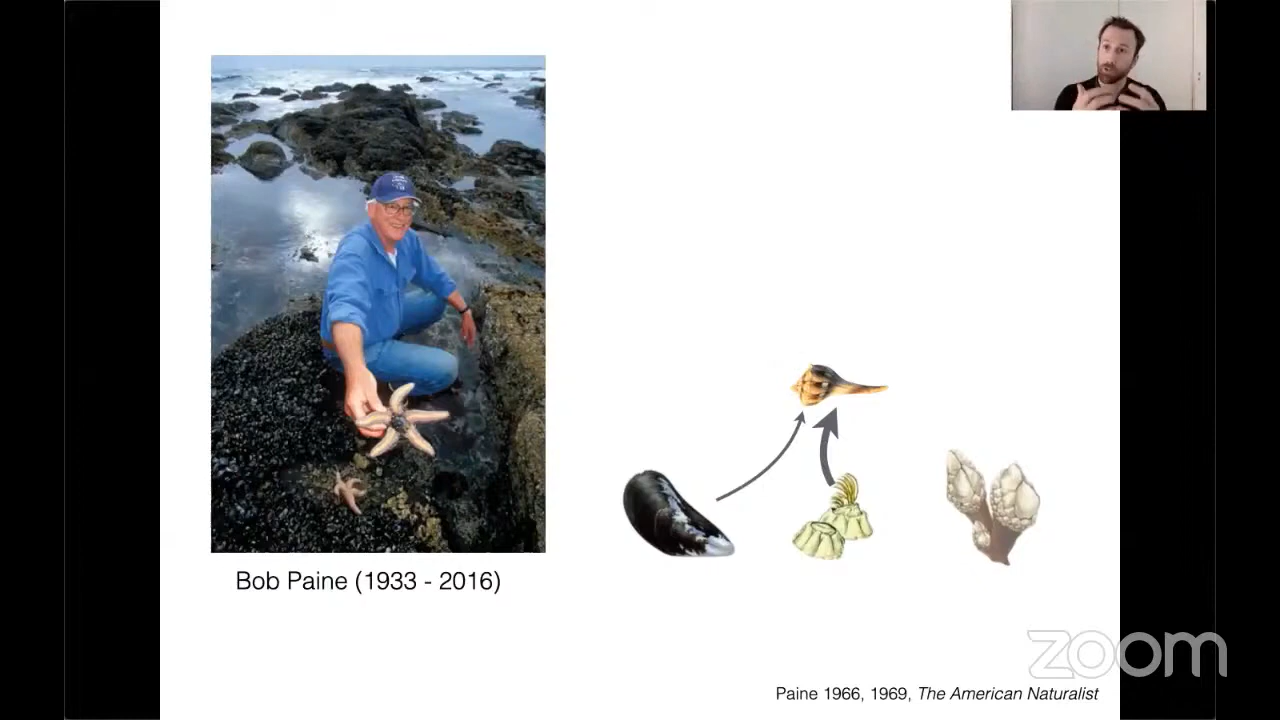 Bob Paine (1933 - 2016)
zoom
Paine 1966, 1969, The American Naturalist